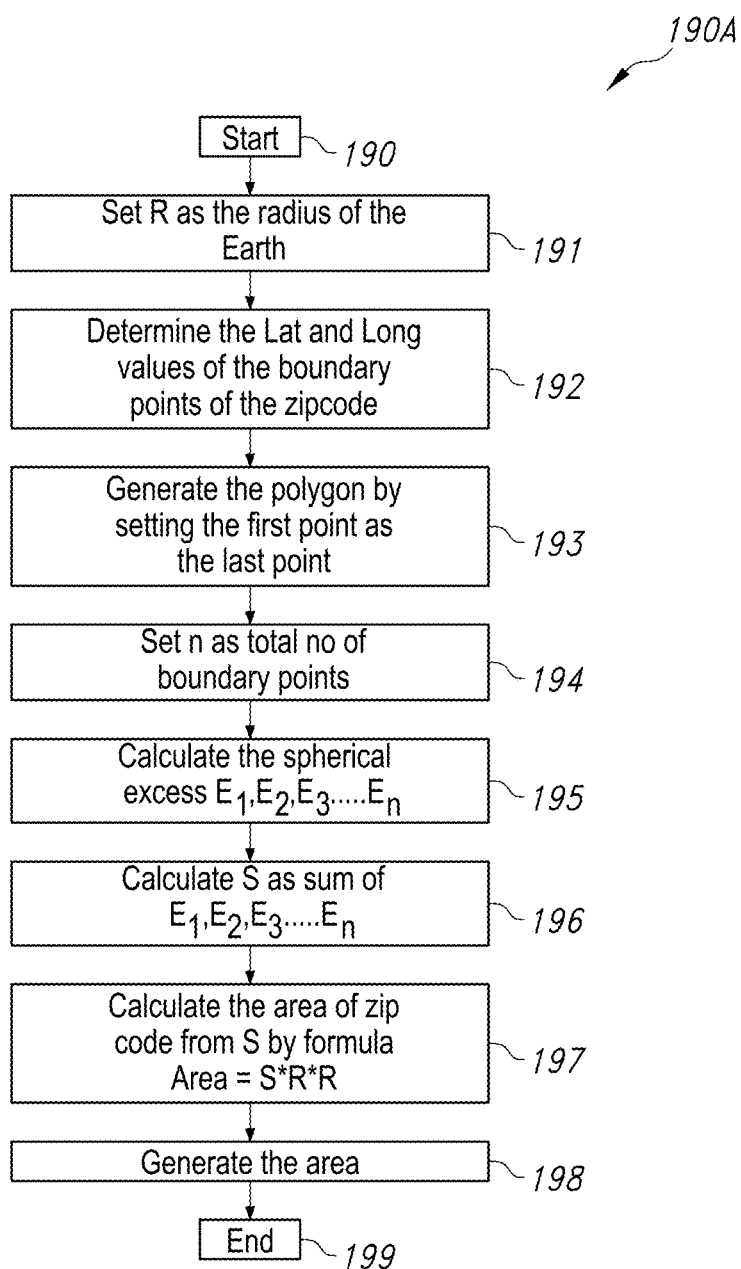 190A
Start
190
Set R as the radius of the
Earth
191
Determine the Lat and Long
values of the boundary
points of the zipcode
192
Generate the polygon by
setting the first point as
the last point
193
Set n as total no of
boundary points
194
Calculate the spherical
excess E1,E2,E3.....En
195
Calculate S as sum of
E1,E2,E3.....En
196
Calculate the area of zip
code from S by formula
Area = S*R*R
197
Generate the area
198
End
199